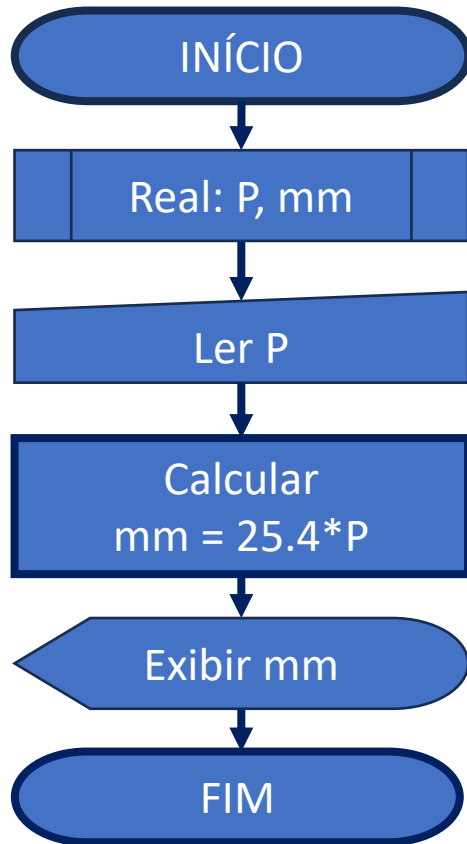 INÍCIO
Real: P, mm
Ler P
Calcular
mm = 25.4*P
Exibir mm
FIM